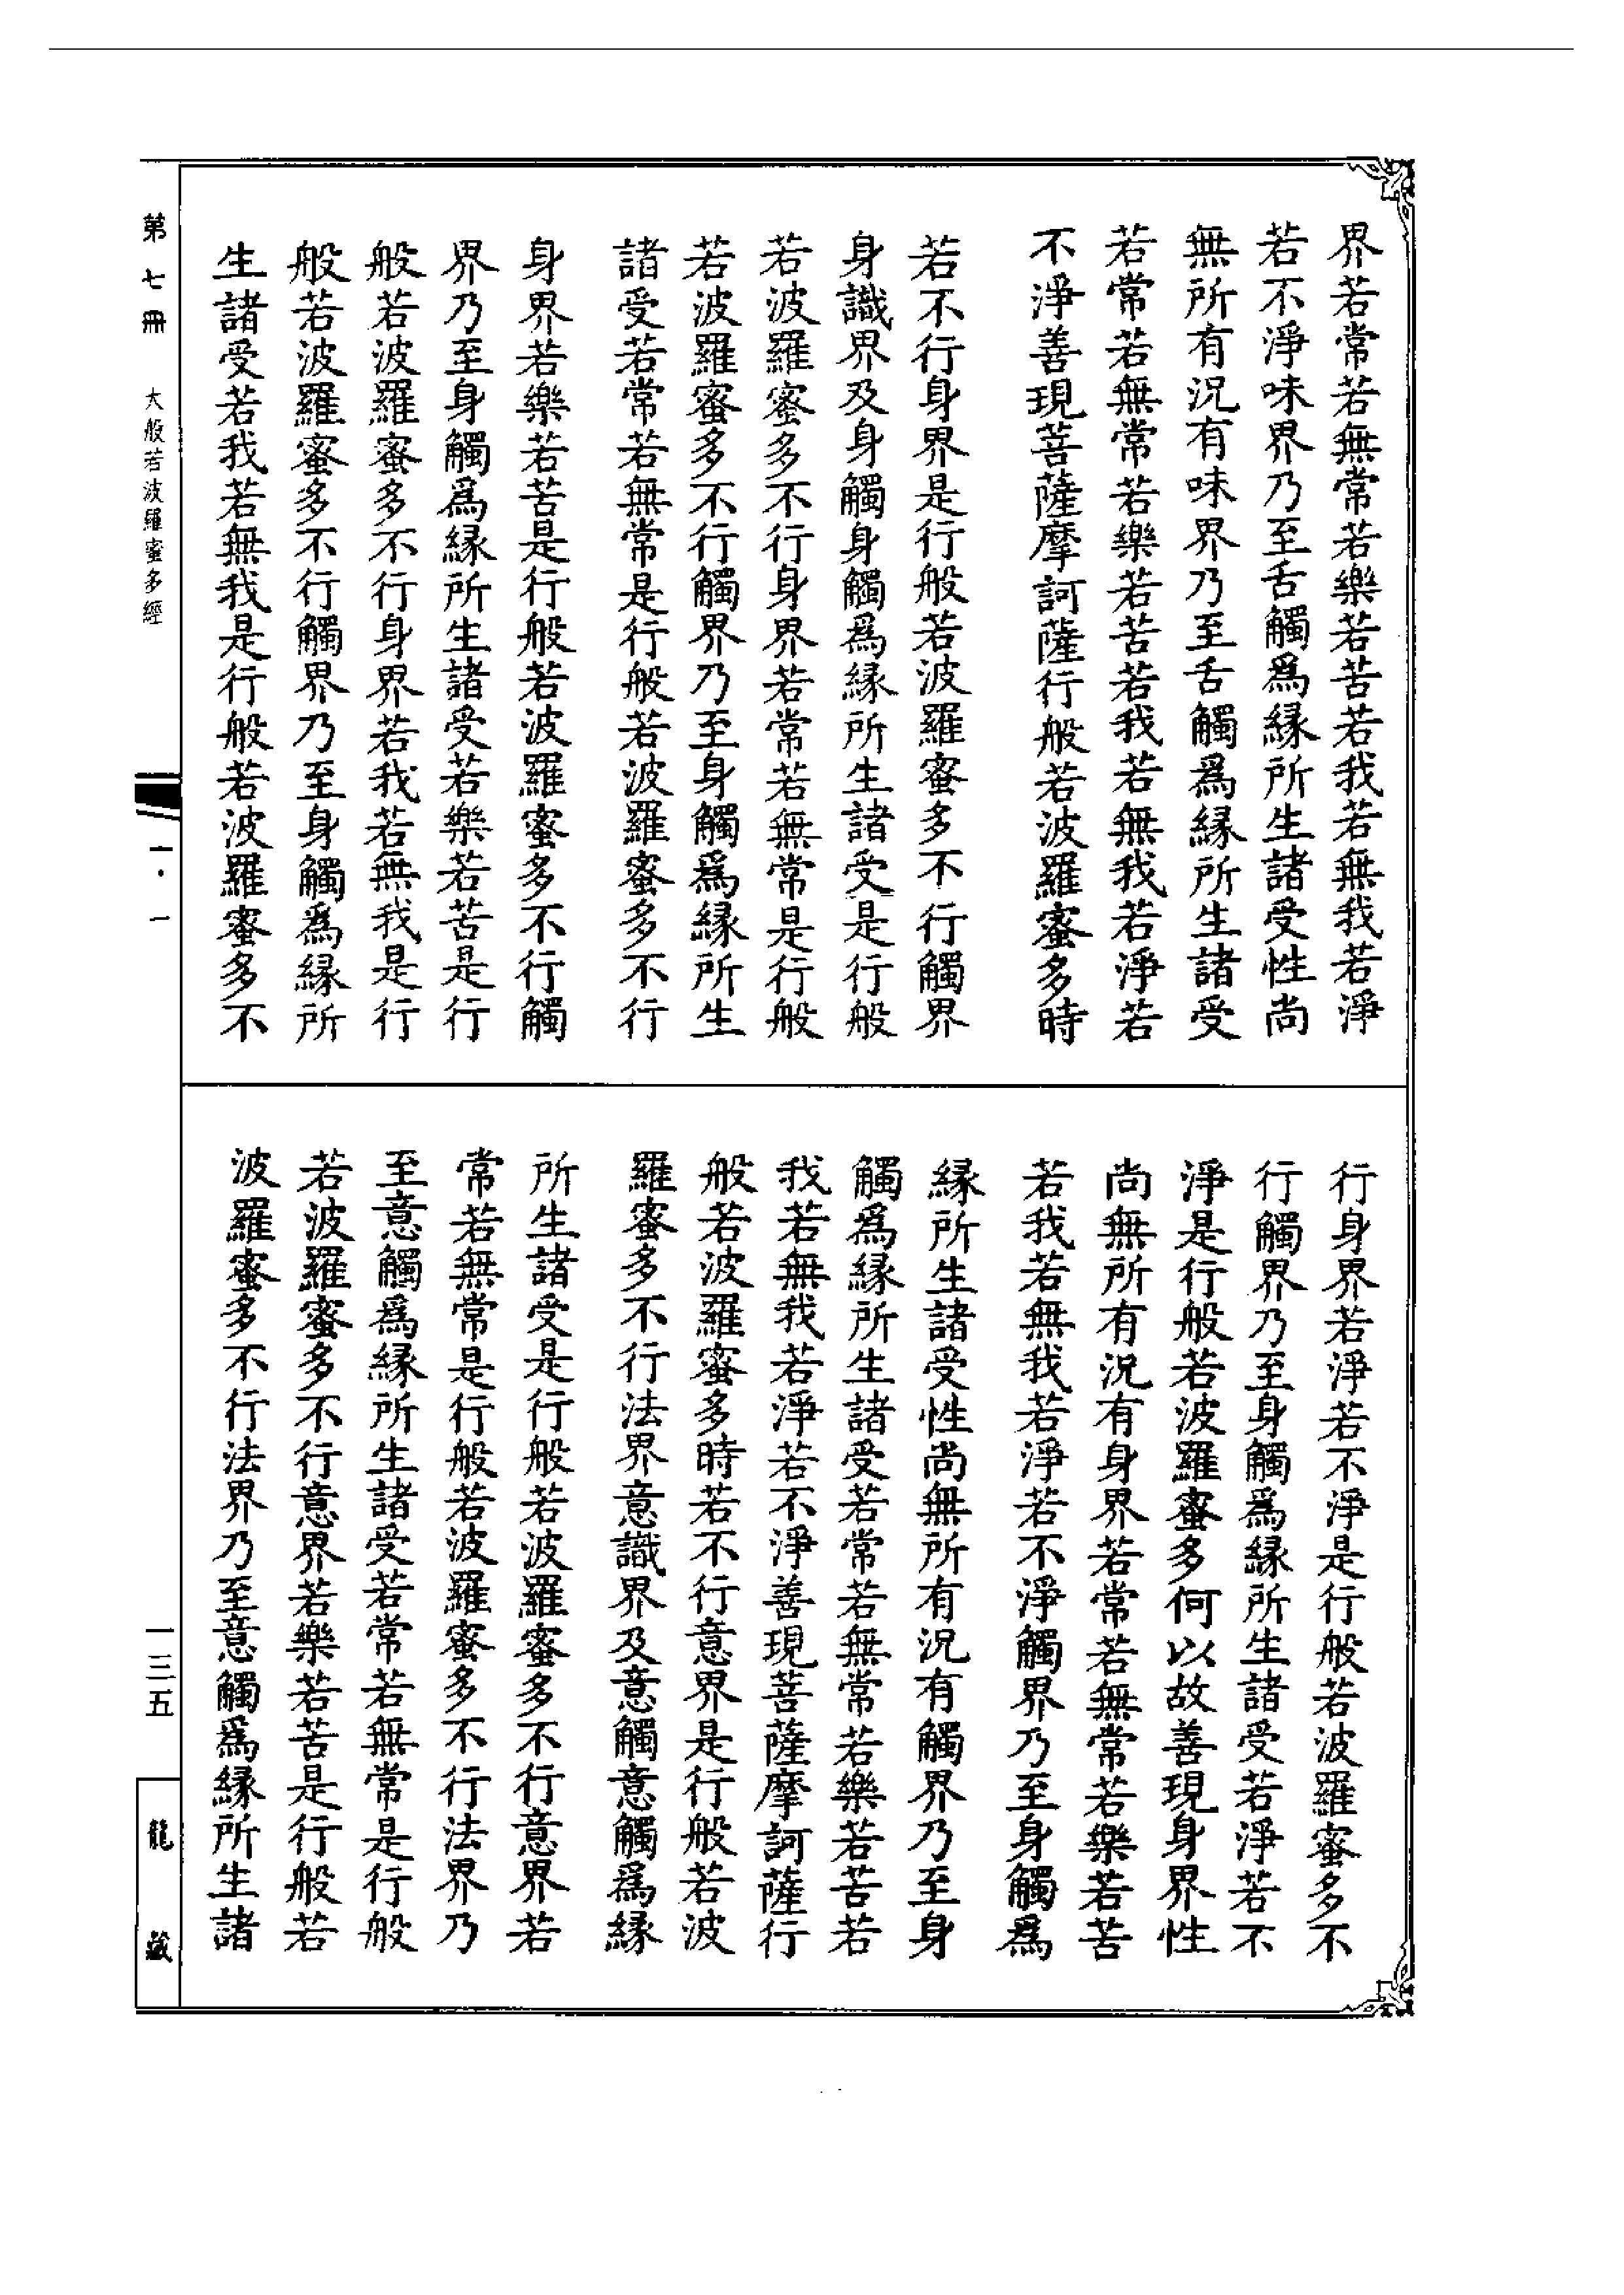 界若常若無常若樂若苦若我若無我若淨
若不淨味界乃至舌觸爲緣所生諸受性尚
無所有況有味界乃至舌觸爲緣所生諸受
若常若無常若樂若苦若我若無我若淨若
不淨善現菩薩摩訶薩行般若波羅蜜多時
若不行身界是行般若波羅蜜多不行觸界
身識界及身觸身觸爲緣所生諸受是行般
若波羅蜜多不行身界若常若無常是行般
若波羅蜜多不行觸界乃至身觸爲緣所生
諸受若常若無常是行般若波羅蜜多不行
身界若樂若苦是行般若波羅蜜多不行觸
界乃至身觸爲緣所生諸受若樂若苦是行
般若波羅蜜多不行身界若我若無我是行
般若波羅蜜多不行觸界乃至身觸爲緣所
生諸受若我若無我是行般若波羅蜜多不
行身界若淨若不淨是行般若波羅蜜多不
行觸界乃至身觸爲緣所生諸受若淨若不
淨是行般若波羅蜜多何以故善現身界性
尚無所有況有身界若常若無常若樂若苦
若我若無我若淨若不淨觸界乃至身觸爲
緣所生諸受性尚無所有況有觸界乃至身
觸爲緣所生諸受若常若無常若樂若苦若
我若無我若淨若不淨善現菩薩摩訶薩行
般若波羅蜜多時若不行意界是行般若波
羅蜜多不行法界意識界及意觸意觸爲緣
所生諸受是行般若波羅蜜多不行意界若
常若無常是行般若波羅蜜多不行法界乃
至意觸爲緣所生諸受若常若無常是行般
若波羅蜜多不行意界若樂若苦是行般若
波羅蜜多不行法界乃至意觸爲緣所生諸
第七冊 大般若波羅蜜多經
一·一
一三五
龍藏